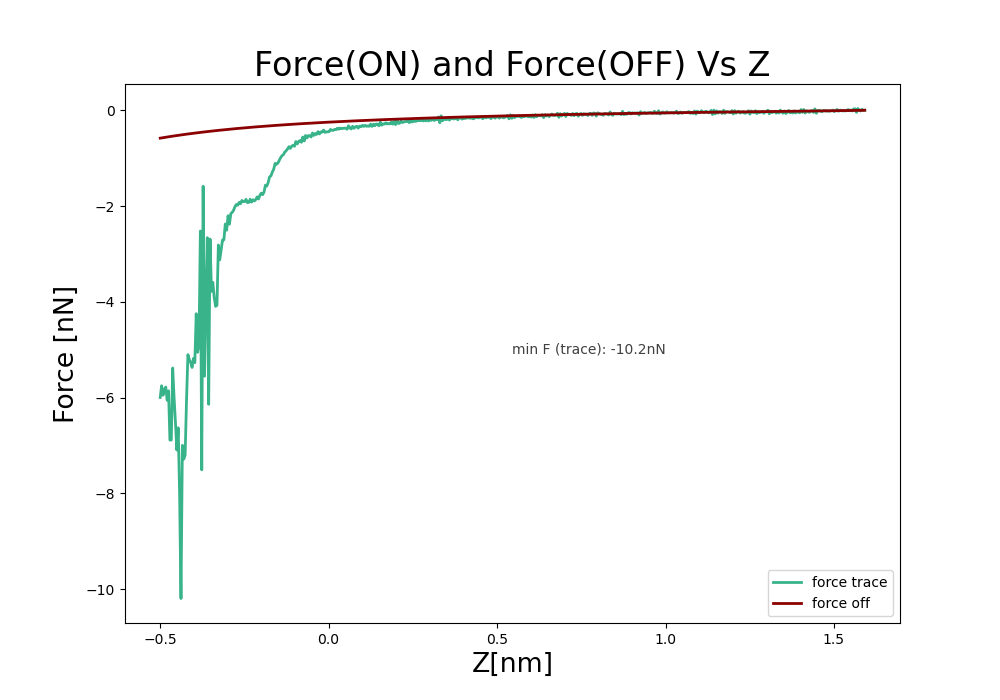 Force(ON) and Force(OFF) Vs Z
0
−2
−4
−6
−8
−10
Force [nN]
min F (trace): -10.2nN
force trace
force off
−0.5 0.0 0.5 1.0 1.5
Z[nm]